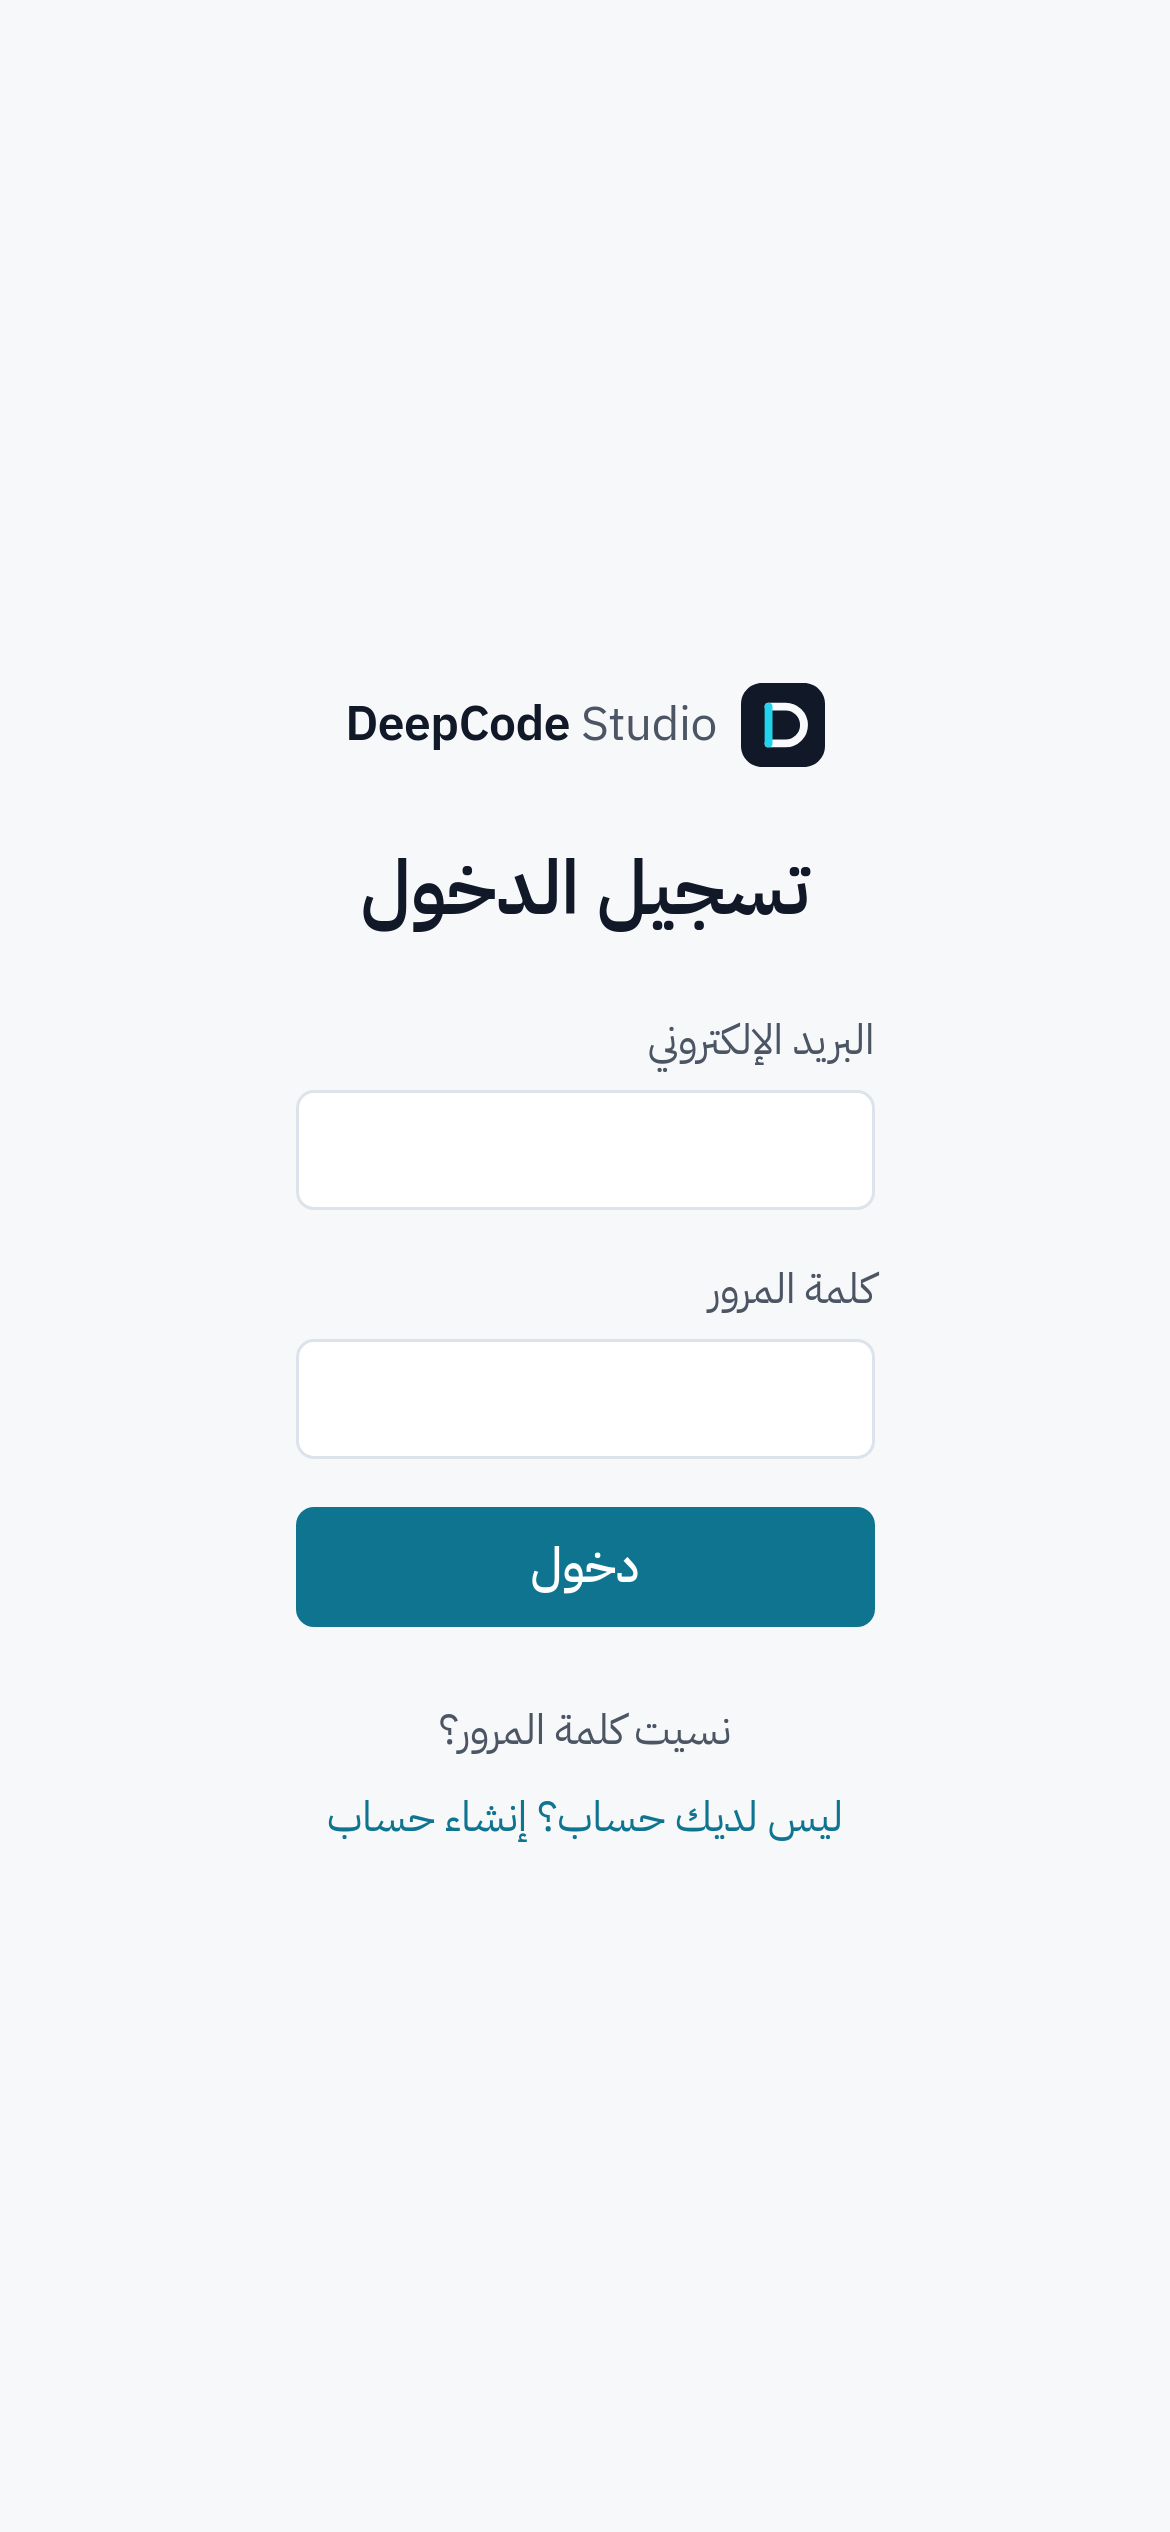 DeepCode Studio
تسجيل الدخول
البريد الإلكتروني
كلمة المرور
دخول
نسيت كلمة المرور؟
ليس لديك حساب؟ إنشاء حساب